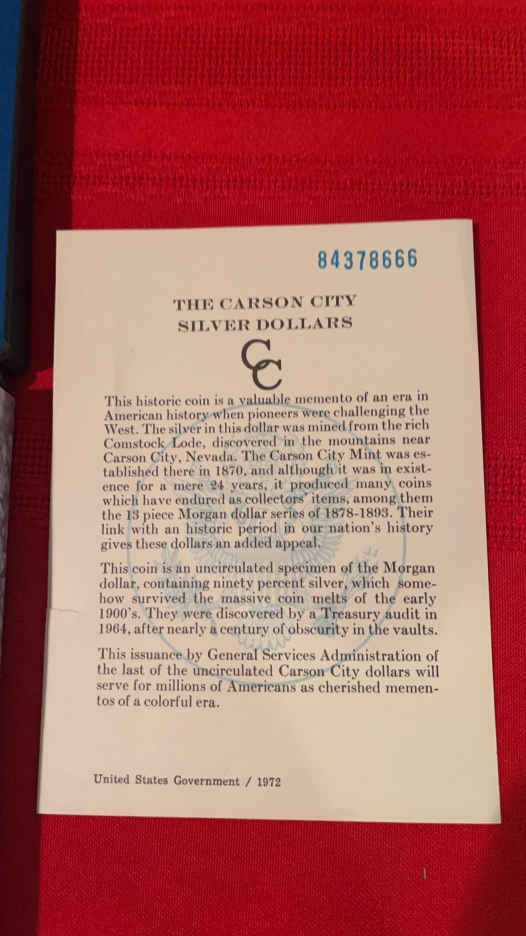 84378666
THE CARSON CITY
SILVER DOLLARS
CC
This historic coin is a valuable memento of an era in
American history when pioneers were challenging the
West. The silver in this dollar was mined from the rich
Comstock Lode, discovered in the mountains near
Carson City, Nevada. The Carson City Mint was es-
tablished there in 1870, and although it was in exist-
ence for a mere 24 years, it produced many coins
which have endured as collectors' items, among them
the 13 piece Morgan dollar series of 1878-1893. Their
link with an historic period in our nation's history
gives these dollars an added appeal.
This coin is an uncirculated specimen of the Morgan
dollar, containing ninety percent silver, which some-
how survived the massive coin melts of the early
1900's. They were discovered by a Treasury audit in
1964, after nearly a century of obscurity in the vaults.
This issuance by General Services Administration of
the last of the uncirculated Carson City dollars will
serve for millions of Americans as cherished memen-
tos of a colorful era.
United States Government / 1972